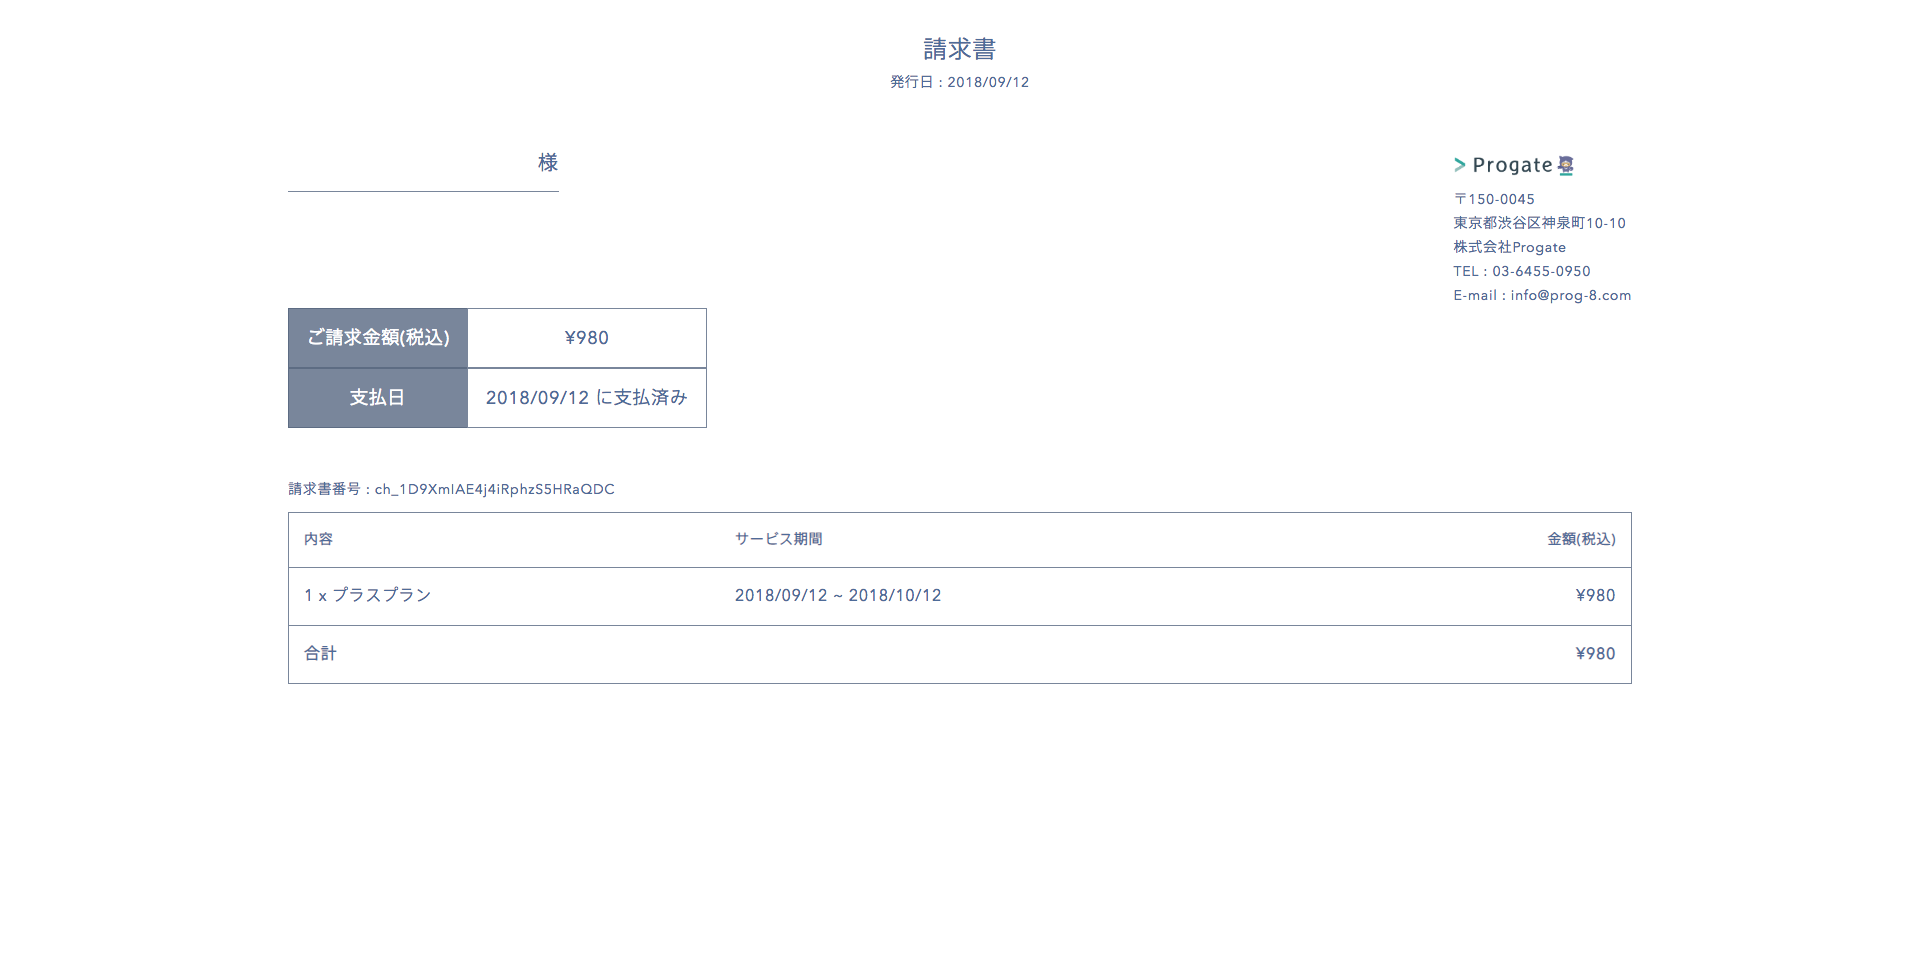 請求書
発行日 : 2018/09/12
様
> Progate
〒150-0045
東京都渋谷区神泉町10-10
株式会社Progate
TEL : 03-6455-0950
E-mail : info@prog-8.com
ご請求金額(税込) ¥980
支払日 2018/09/12 に支払済み
請求書番号 : ch_1D9XmIAE4j4iRphzS5HRaQDC
内容 サービス期間 金額(税込)
1 x プラスプラン 2018/09/12 ~ 2018/10/12 ¥980
合計 ¥980